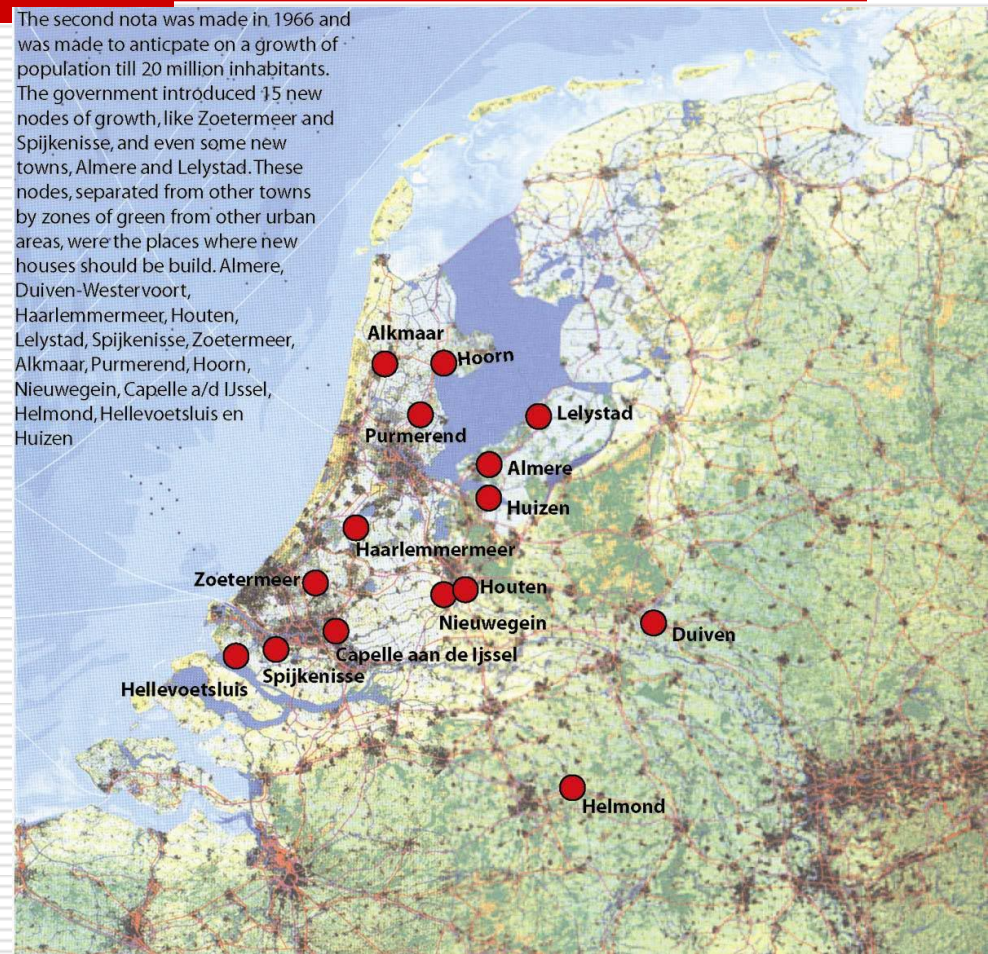 The second nota was made in 1966 and
was made to anticpate on a growth of
population till 20 million inhabitants.
The government introduced 15 new
nodes of growth, like Zoetermeer and
Spijkenisse, and even some new
towns, Almere and Lelystad. These
nodes, separated from other towns
by zones of green from other urban
areas, were the places where new
houses should be build. Almere,
Duiven-Westervoort,
Haarlemmermeer, Houten,
Lelystad, Spijkenisse, Zoetermeer,
Alkmaar, Purmerend, Hoorn,
Nieuwegein, Capelle a/d IJssel,
Helmond, Hellevoetsluis en
Huizen
Alkmaar
Hoorn
Lelystad
Purmerend
Almere
Huizen
Haarlemmermeer
Zoetermeer
Houten
Nieuwegein
Duiven
Capelle aan de Ijssel
Spijkenisse
Hellevoetsluis
Helmond